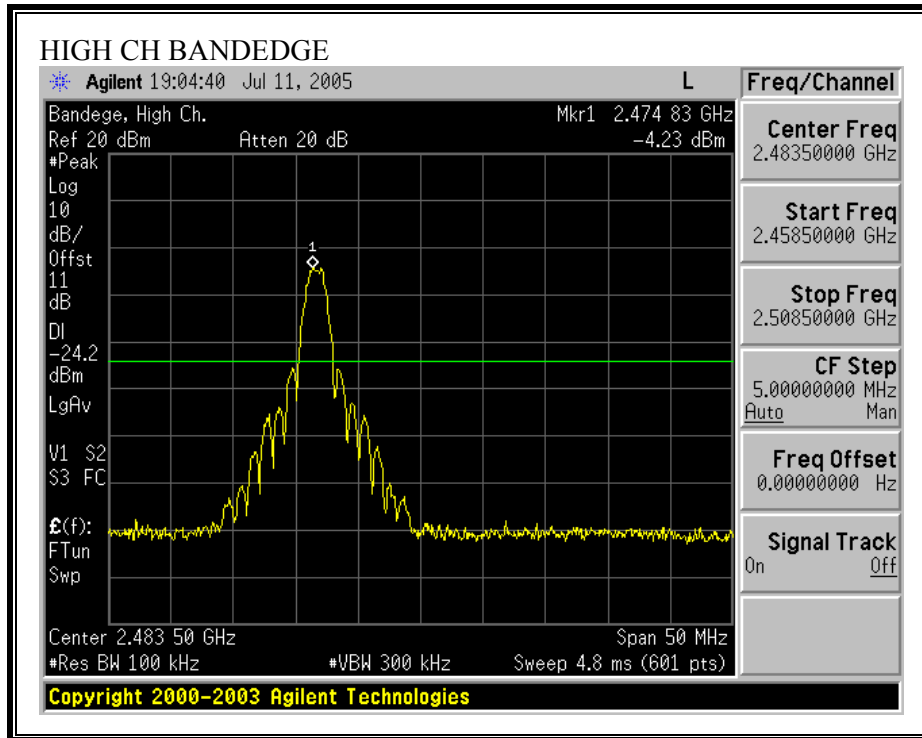 HIGH CH BANDEDGE
Agilent 19:04:40 Jul 11, 2005 L
Freq/Channel
Bandege, High Ch. Mkr1 2.474 83 GHz
Ref 20 dBm Atten 20 dB -4.23 dBm
#Peak
Log
10
dB/
Offst
11
dB
DI
-24.2
dBm
LgAv
V1 S2
S3 FC
£(f):
FTun
Swp
1
Center 2.483 50 GHz Span 50 MHz
#Res BW 100 kHz #VBW 300 kHz Sweep 4.8 ms (601 pts)
Center Freq
2.48350000 GHz
Start Freq
2.45850000 GHz
Stop Freq
2.50850000 GHz
CF Step
5.00000000 MHz
Auto Man
Freq Offset
0.00000000 Hz
Signal Track
On Off
Copyright 2000-2003 Agilent Technologies